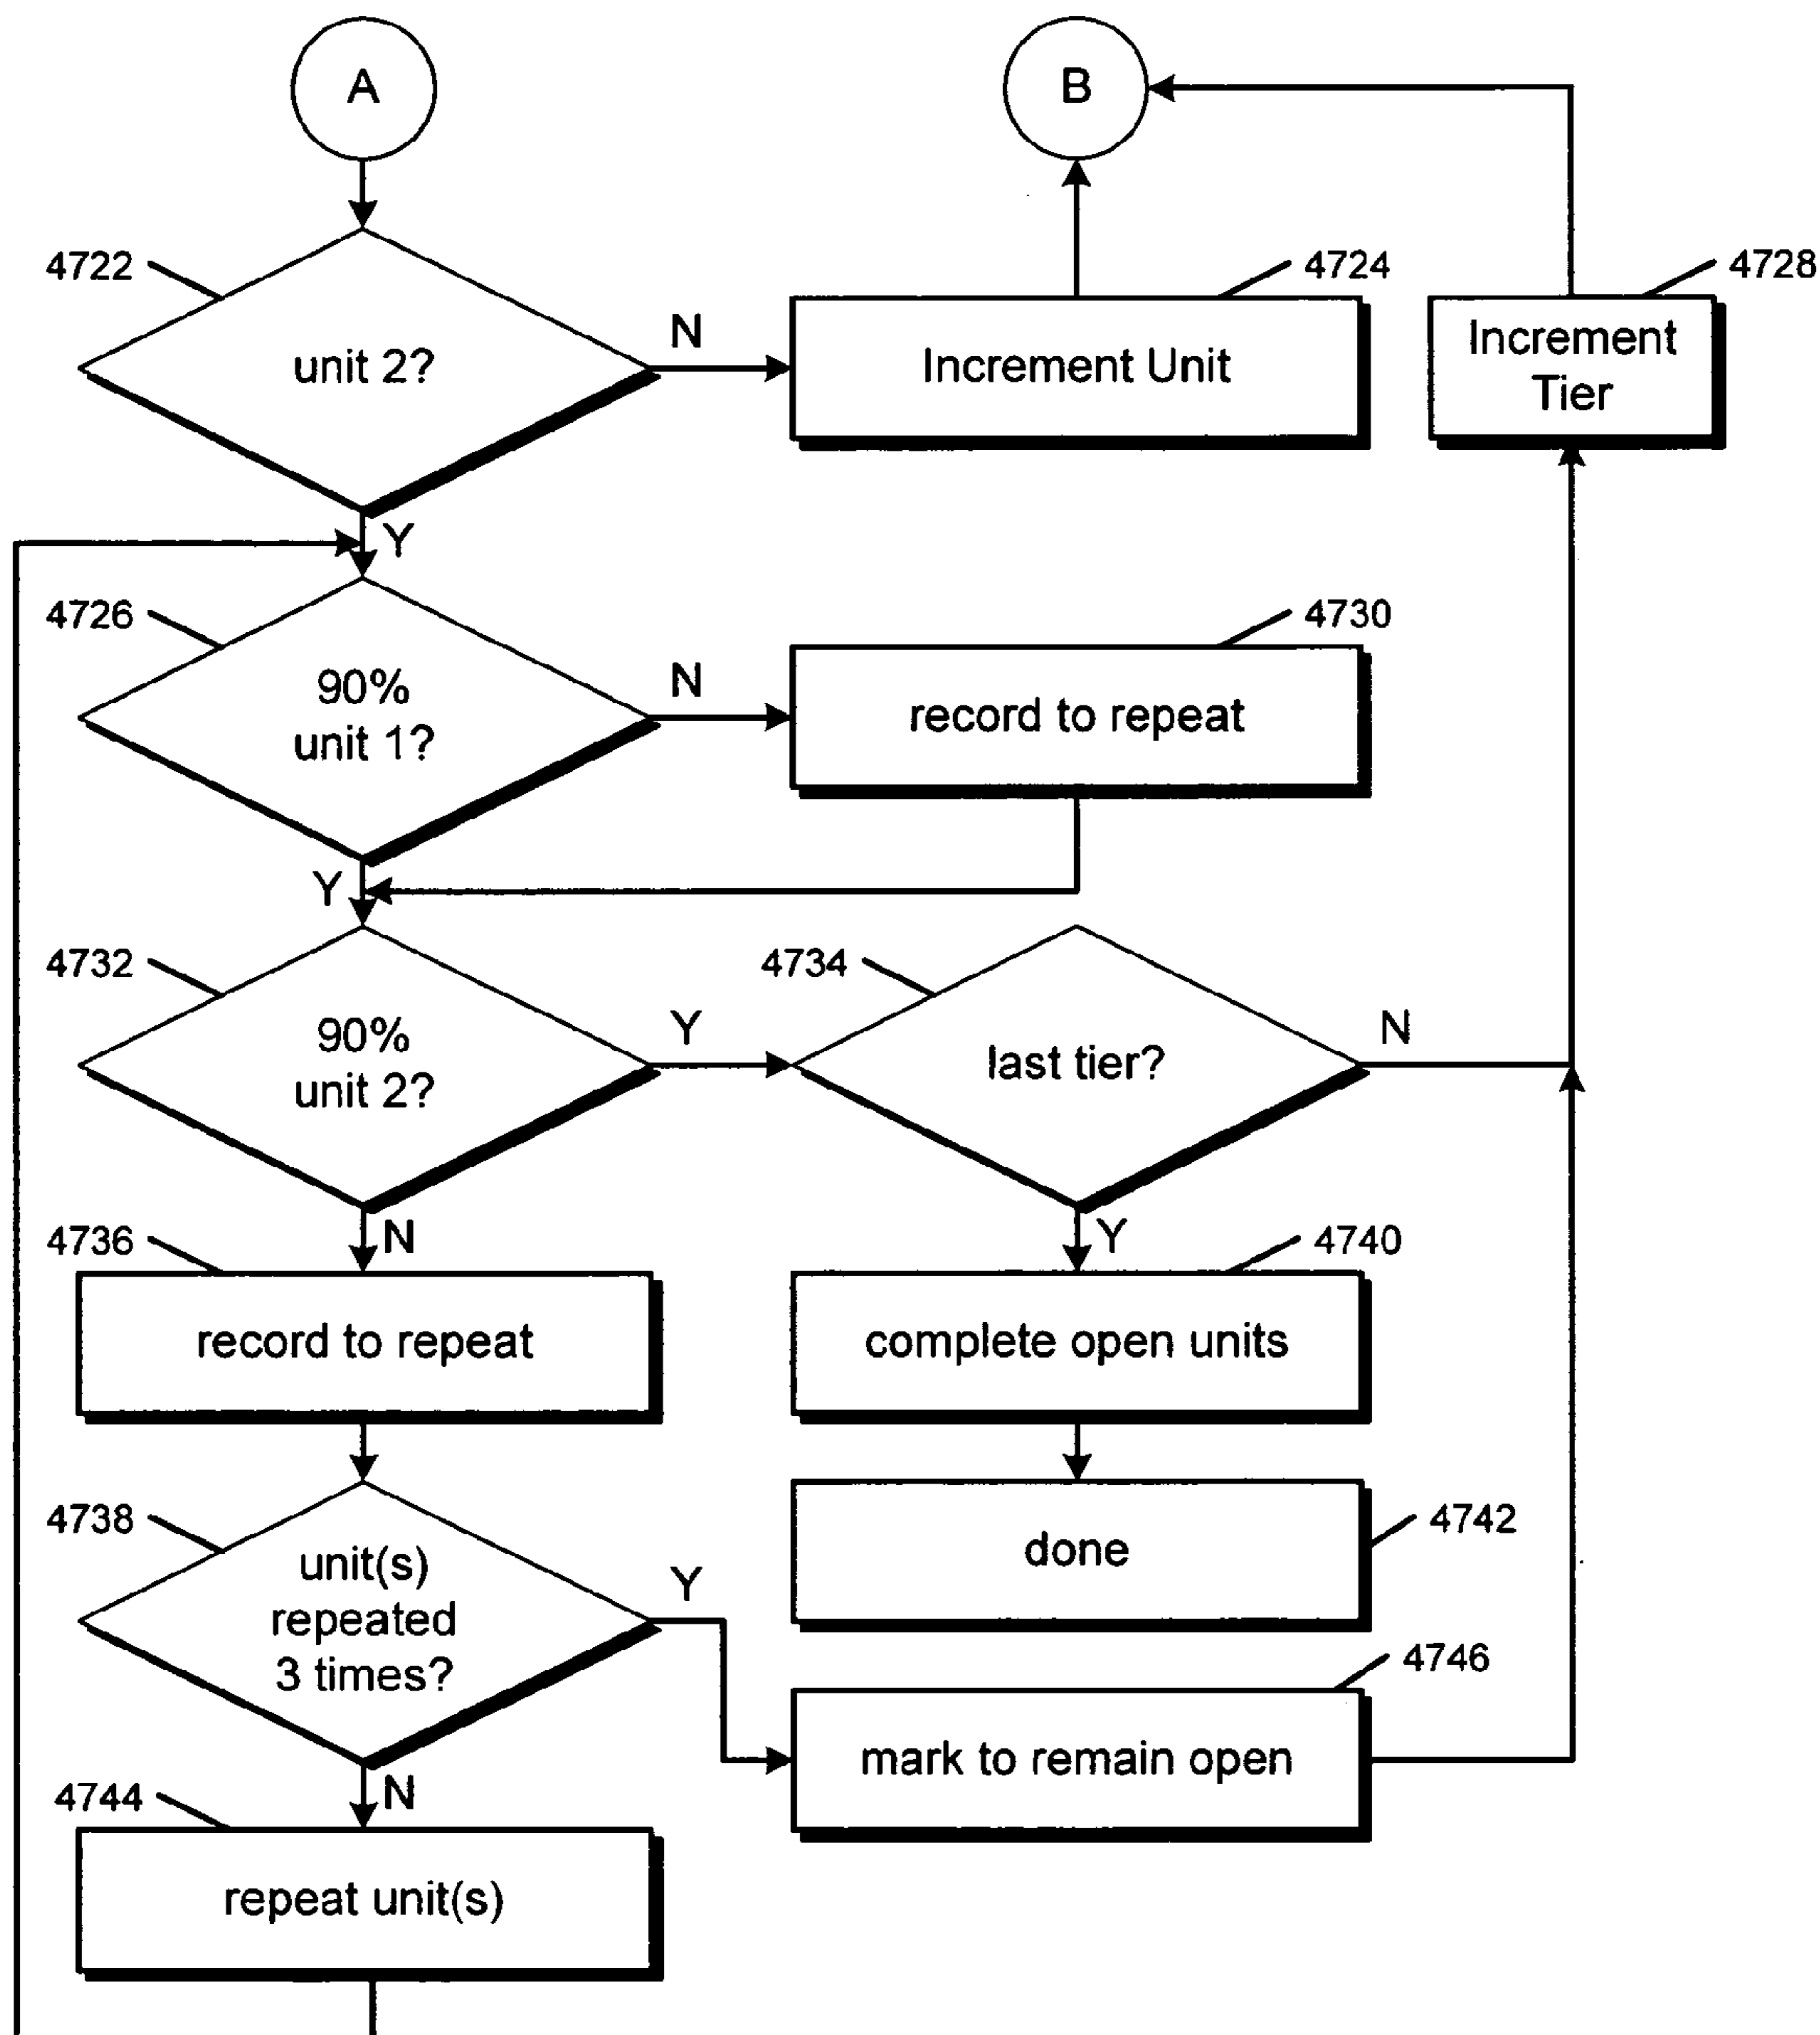 A
B
4722
4724
4728
unit 2?
N
Increment Unit
Increment
Tier
Y
4726
4730
90%
unit 1?
N
record to repeat
Y
4732
4734
90%
unit 2?
Y
last tier?
N
N
Y
4736
4740
record to repeat
complete open units
4738
4742
unit(s)
repeated
3 times?
Y
done
4746
N
mark to remain open
4744
repeat unit(s)